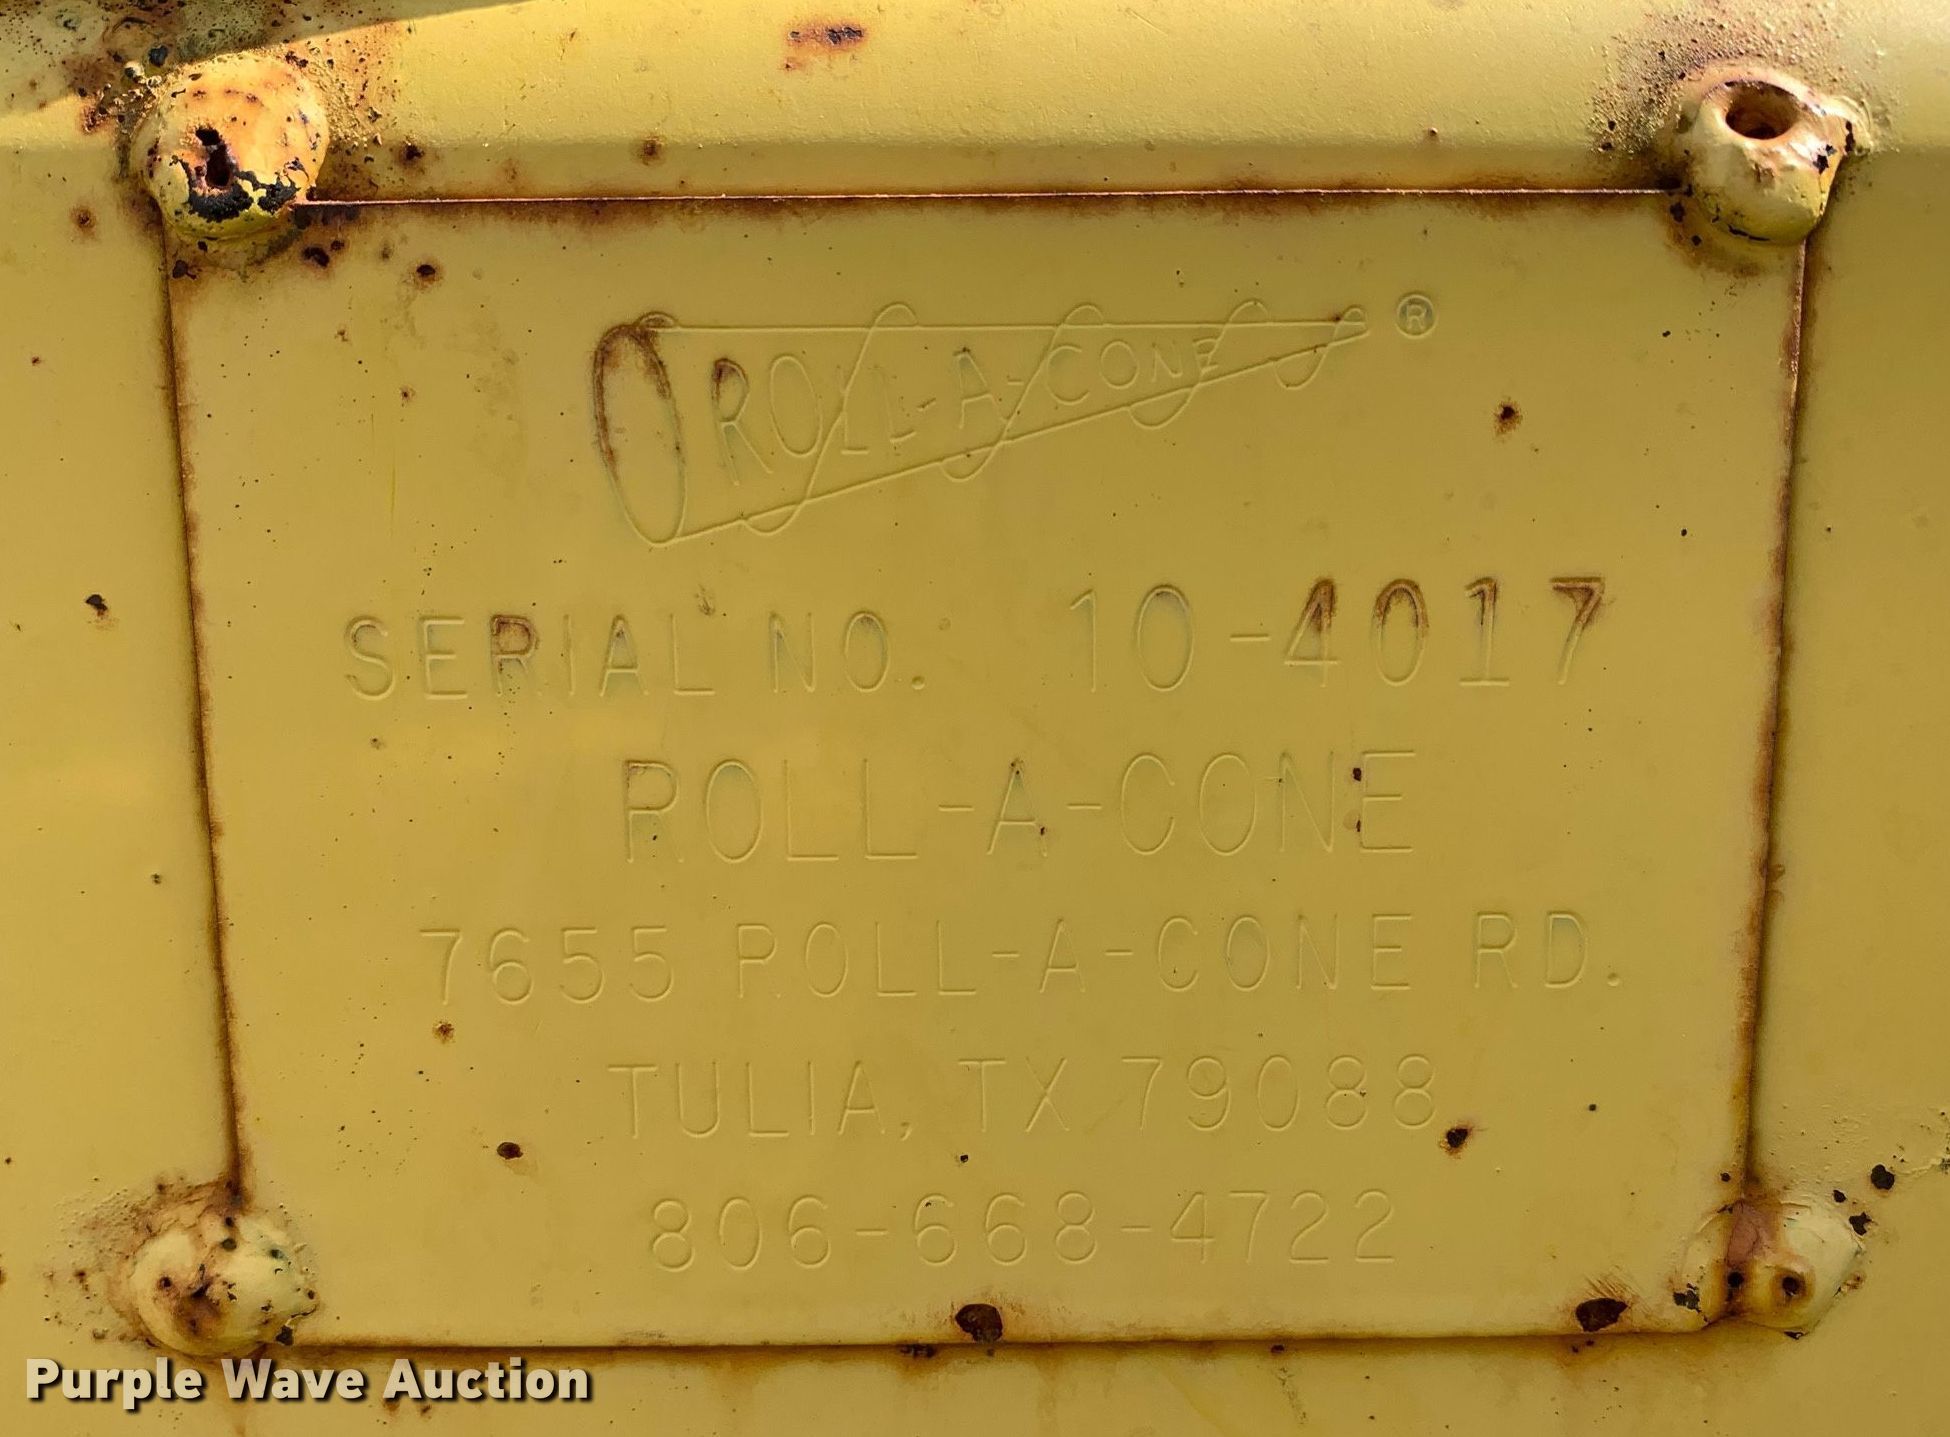 ROLL-A-CONE ®
SERIAL NO. 10-4017
ROLL-A-CONE
7655 ROLL-A-CONE RD.
TULIA, TX 79088
806-668-4722
Purple Wave Auction